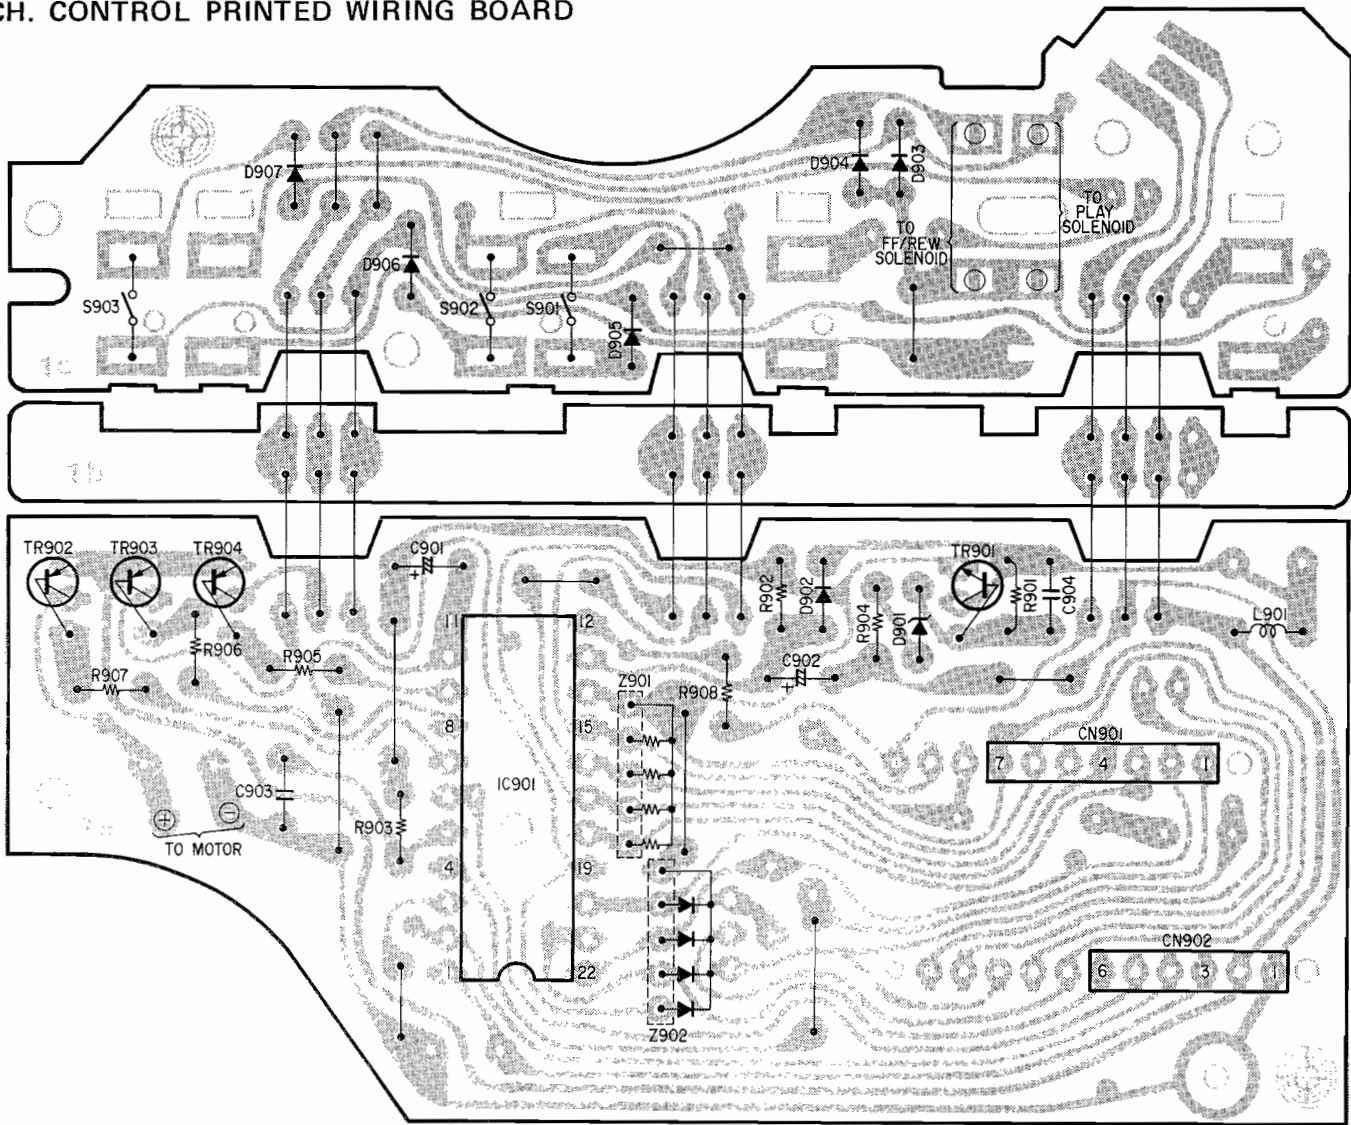 CH. CONTROL PRINTED WIRING BOARD
D907
D904
D903
TO
PLAY
SOLENOID
TO
FF/REW
SOLENOID
D906
S903
S902
S901
D905
1c
1b
TR902
TR903
TR904
C901
R902
D902
R904
D901
TR901
R901
C904
L901
11
12
R906
R905
R907
Z901
R908
C902
+
8
15
CN901
7
4
1
IC901
C903
R903
+
−
TO MOTOR
4
19
CN902
1
22
6
3
1
Z902